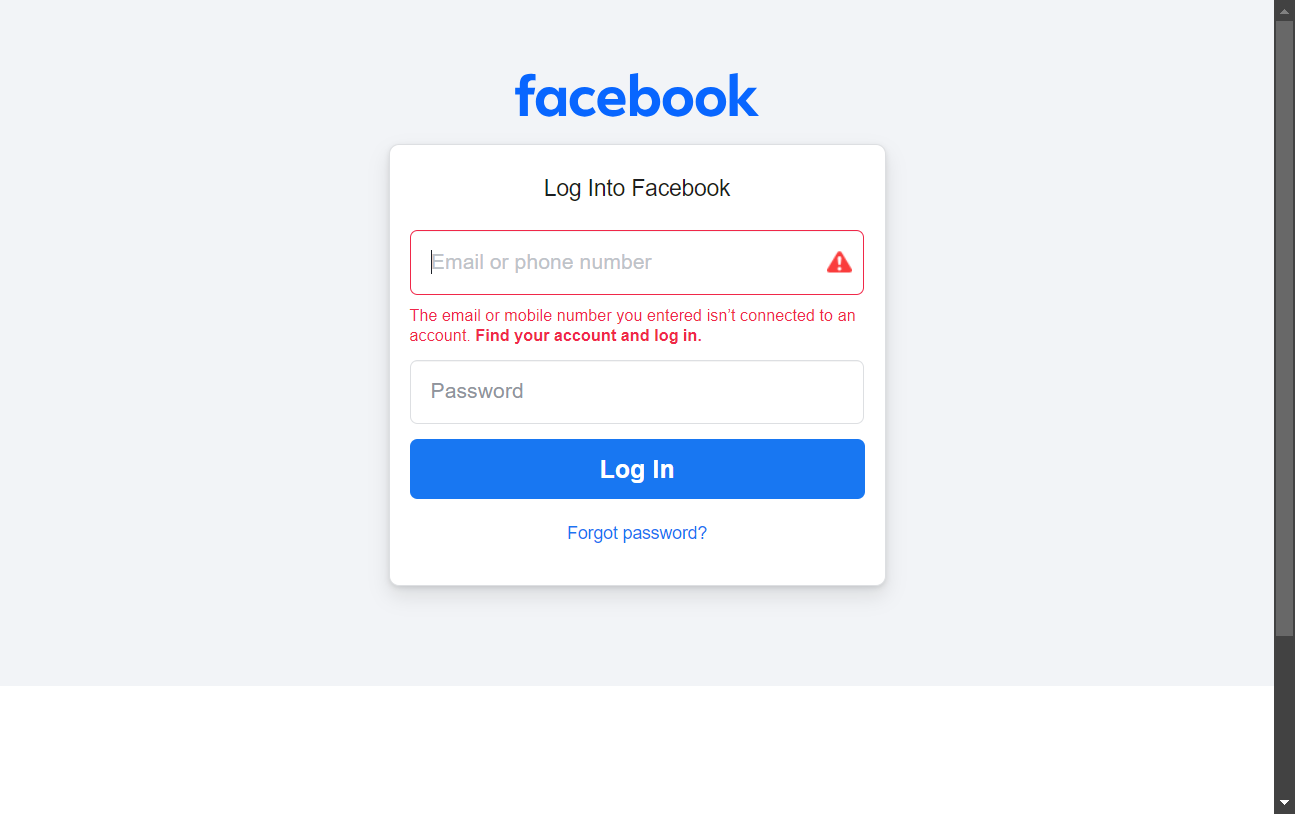 facebook
Log Into Facebook
Email or phone number
The email or mobile number you entered isn’t connected to an
account. Find your account and log in.
Password
Log In
Forgot password?